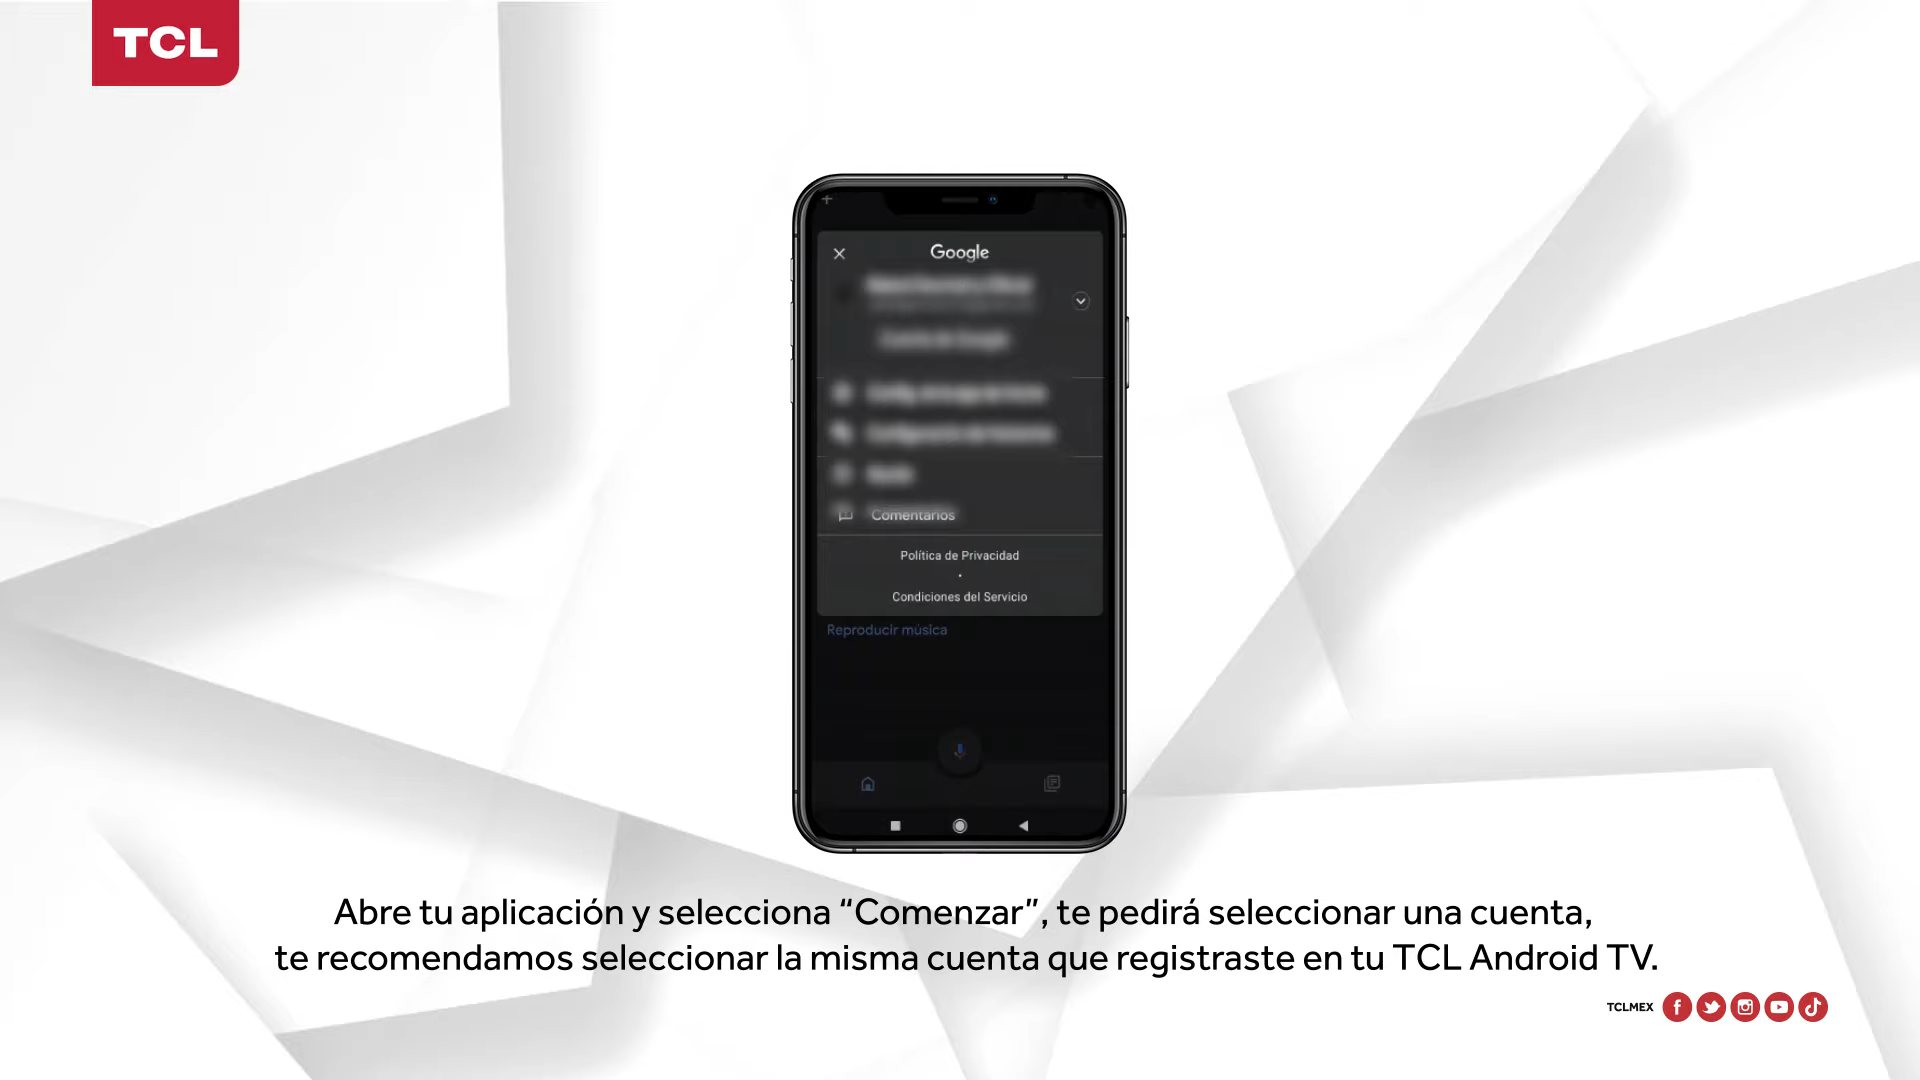 TCL
Google
Comentarios
Política de Privacidad
Condiciones del Servicio
Reproducir música
Abre tu aplicación y selecciona “Comenzar”, te pedirá seleccionar una cuenta,
te recomendamos seleccionar la misma cuenta que registraste en tu TCL Android TV.
TCLMEX